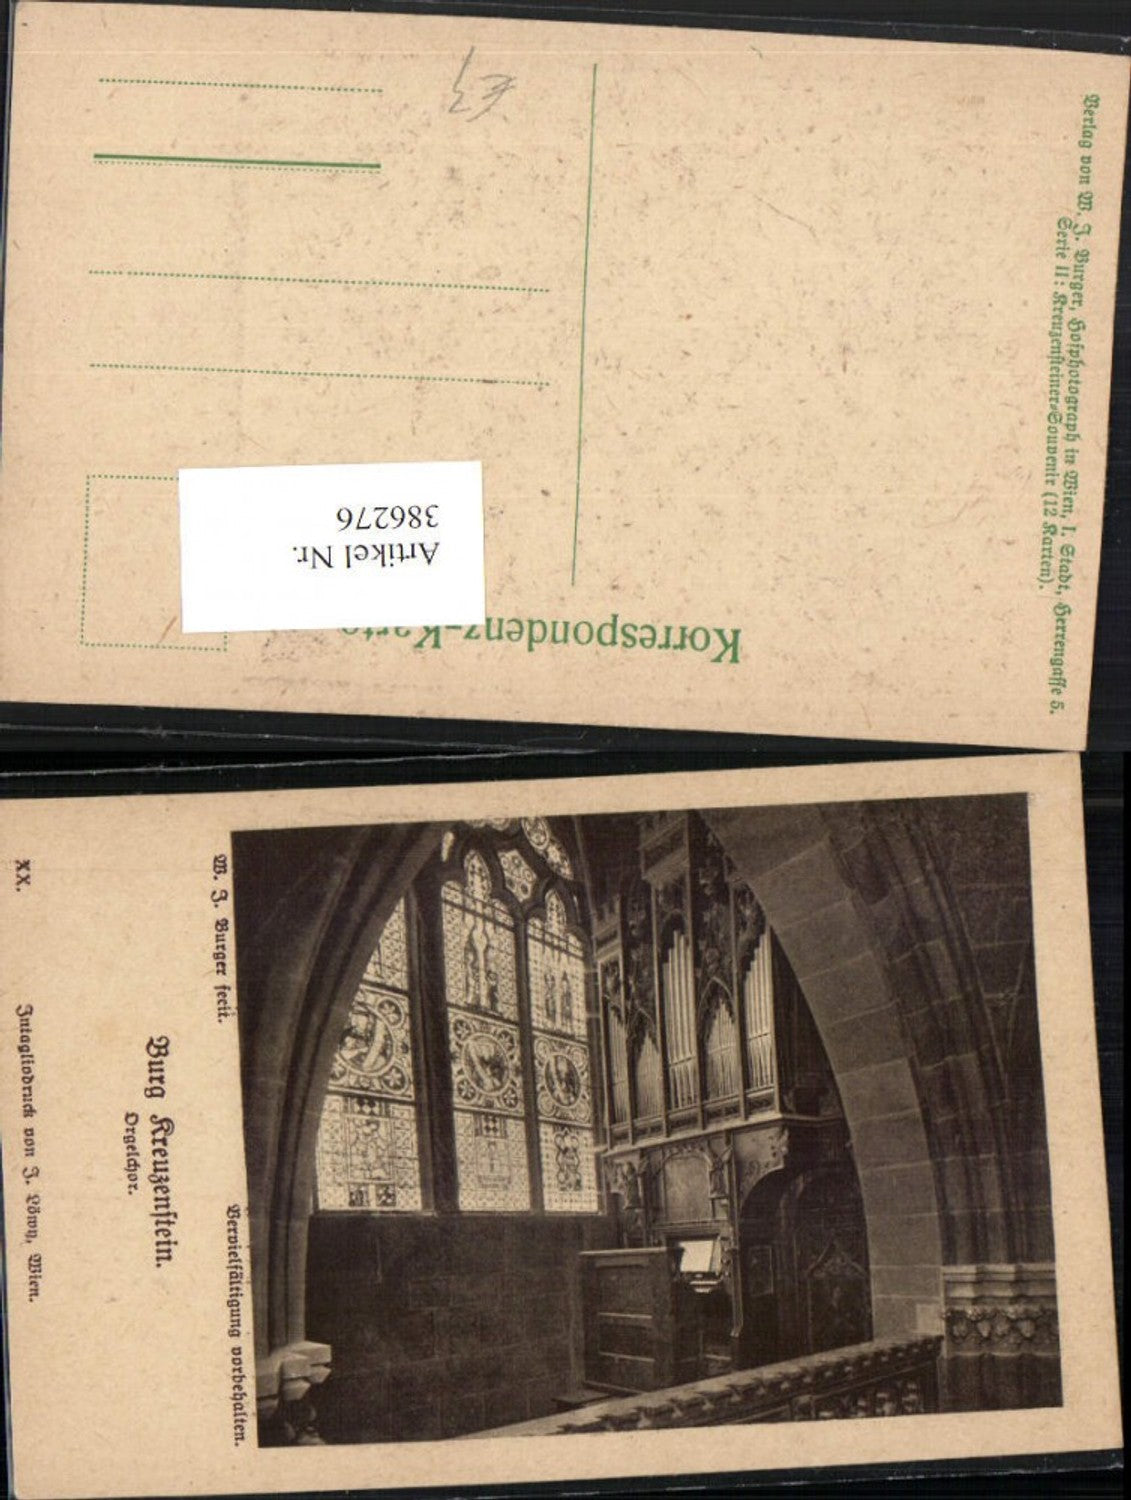 Verlag von W. J. Burger, Hofphotograph in Wien, I. Stadt, Herrengasse 5.
Serie II: Kreuzensteiner-Souvenir (12 Karten).
Korrespondenz-Karte
Artikel Nr.
386276
W. J. Burger fecit.
Vervielfältigung vorbehalten.
Burg Kreuzenstein.
Orgelchor.
XX.
Intagliodruck von J. Löwy, Wien.